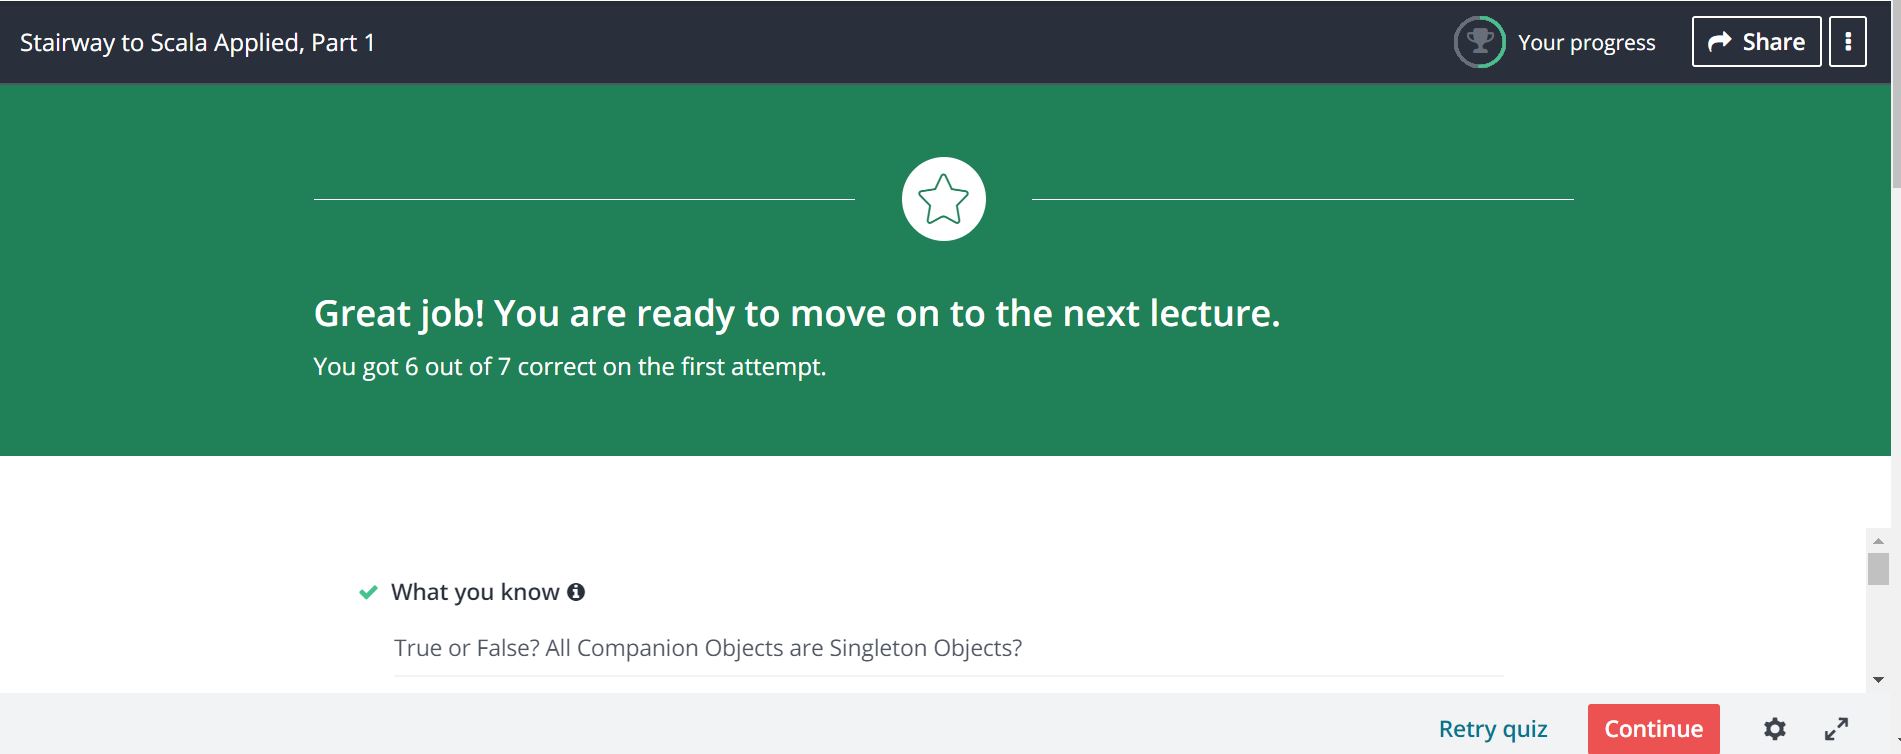 Stairway to Scala Applied, Part 1
Your progress
Share
Great job! You are ready to move on to the next lecture.
You got 6 out of 7 correct on the first attempt.
What you know
True or False? All Companion Objects are Singleton Objects?
Retry quiz
Continue